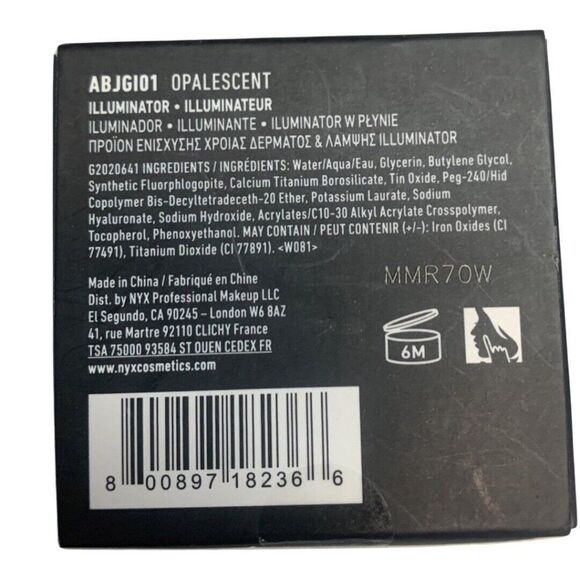 ABJGI01 OPALESCENT
ILLUMINATOR • ILLUMINATEUR
ILUMINADOR • ILLUMINANTE • ILUMINATOR W PŁYNIE
ΠΡΟΪΟΝ ΕΝΙΣΧΥΣΗΣ ΧΡΟΙΑΣ ΔΕΡΜΑΤΟΣ & ΛΑΜΨΗΣ ILLUMINATOR
G2020641 INGREDIENTS / INGRÉDIENTS: Water/Aqua/Eau, Glycerin, Butylene Glycol,
Synthetic Fluorphlogopite, Calcium Titanium Borosilicate, Tin Oxide, Peg-240/Hid
Copolymer Bis-Decyltetradeceth-20 Ether, Potassium Laurate, Sodium
Hyaluronate, Sodium Hydroxide, Acrylates/C10-30 Alkyl Acrylate Crosspolymer,
Tocopherol, Phenoxyethanol. MAY CONTAIN / PEUT CONTENIR (+/-): Iron Oxides (CI
77491), Titanium Dioxide (CI 77891). <W081>
Made in China / Fabriqué en Chine
Dist. by NYX Professional Makeup LLC
El Segundo, CA 90245 – London W6 8AZ
41, rue Martre 92110 CLICHY France
TSA 75000 93584 ST OUEN CEDEX FR
www.nyxcosmetics.com
MMR70W
6M
8 00897 18236 6